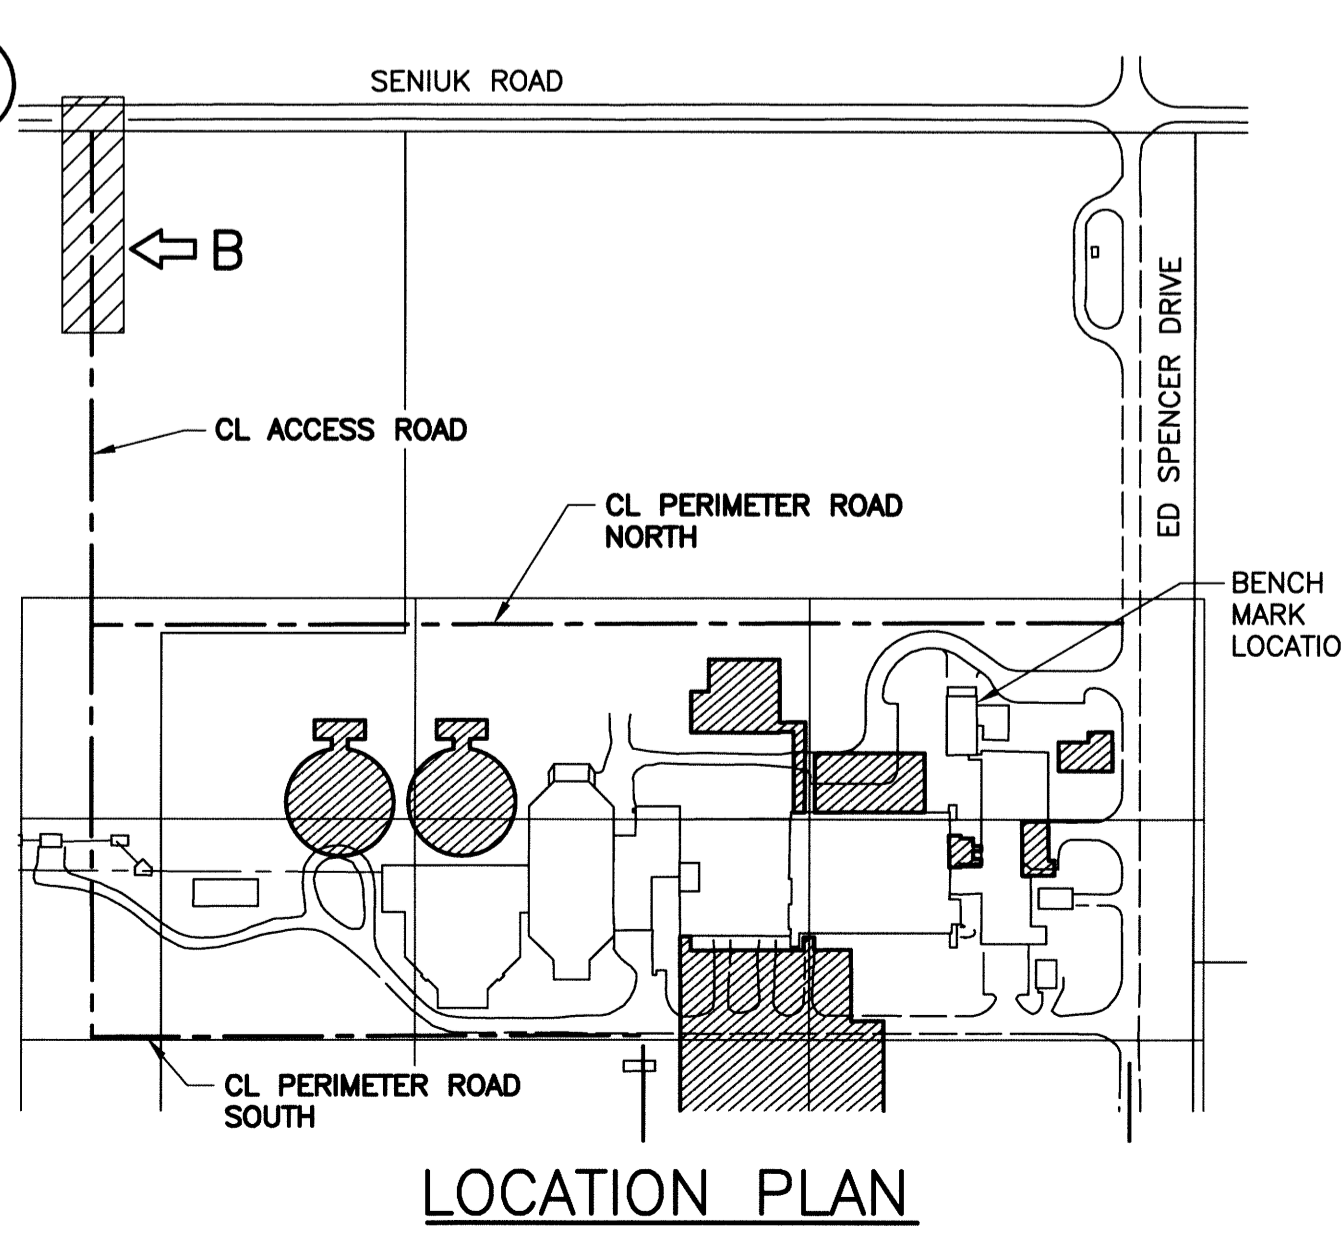 SENIUK ROAD
B
ED SPENCER DRIVE
CL ACCESS ROAD
CL PERIMETER ROAD
NORTH
BENCH
MARK
LOCATIO
CL PERIMETER ROAD
SOUTH
LOCATION PLAN